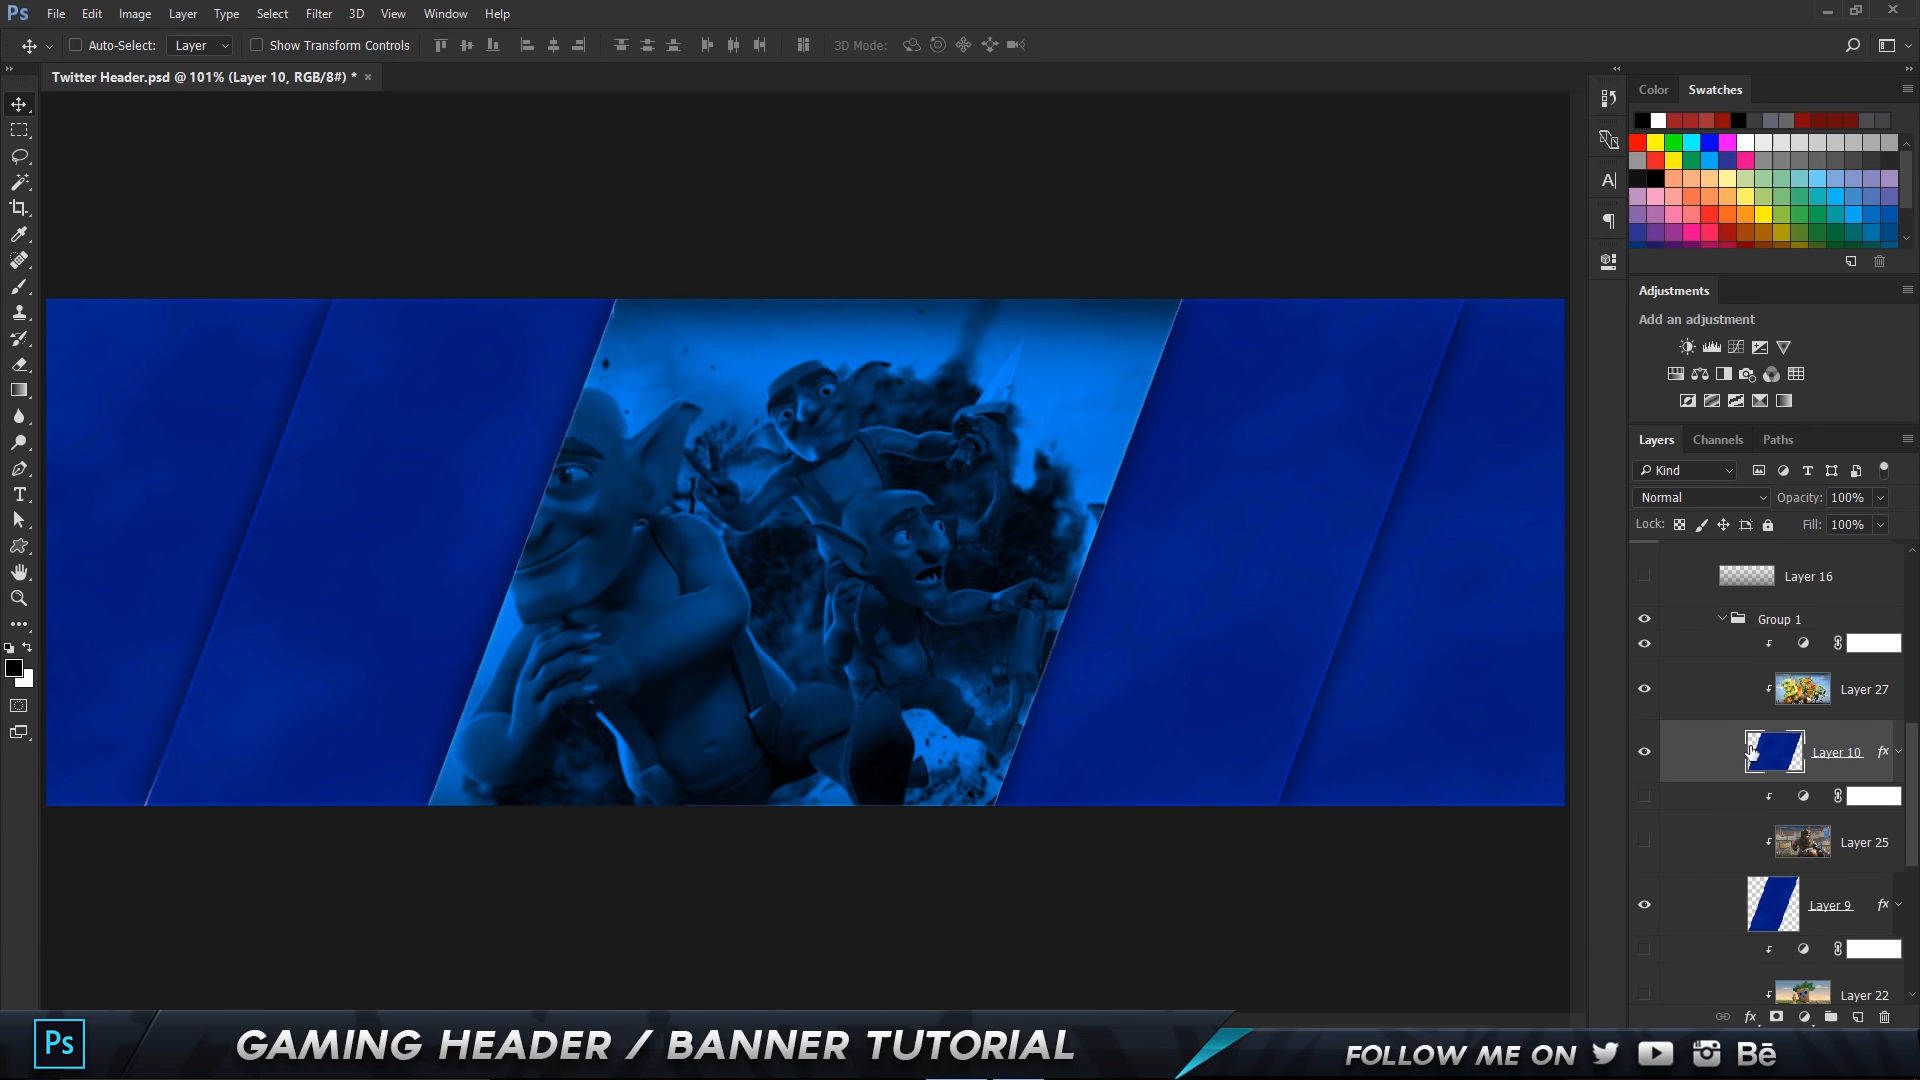 Ps File Edit Image Layer Type Select Filter 3D View Window Help
Auto-Select: Layer Show Transform Controls 3D Mode:
Twitter Header.psd @ 101% (Layer 10, RGB/8#) * ×
Color Swatches
Adjustments
Add an adjustment
Layers Channels Paths
Kind
Normal Opacity: 100%
Lock: Fill: 100%
Layer 16
Group 1
Layer 27
Layer 10
fx
Layer 25
Layer 9
fx
Layer 22
fx
Ps GAMING HEADER / BANNER TUTORIAL
FOLLOW ME ON Bē